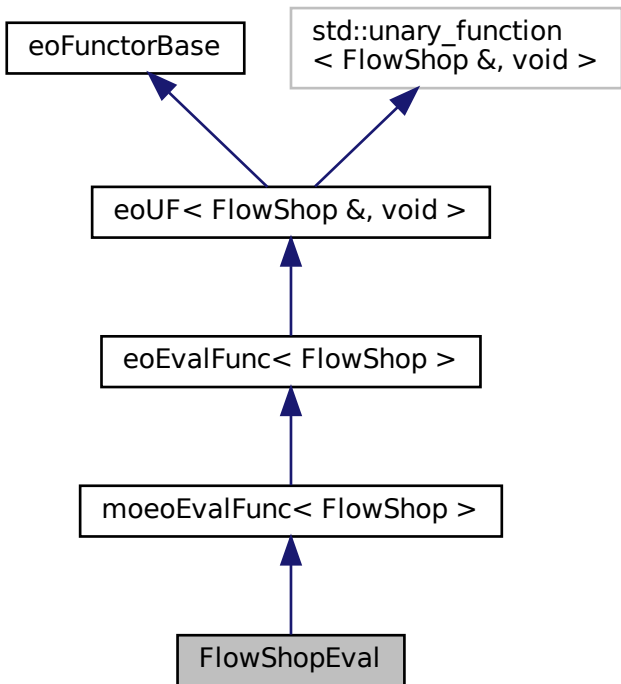 eoFunctorBase
std::unary_function
< FlowShop &, void >
eoUF< FlowShop &, void >
eoEvalFunc< FlowShop >
moeoEvalFunc< FlowShop >
FlowShopEval